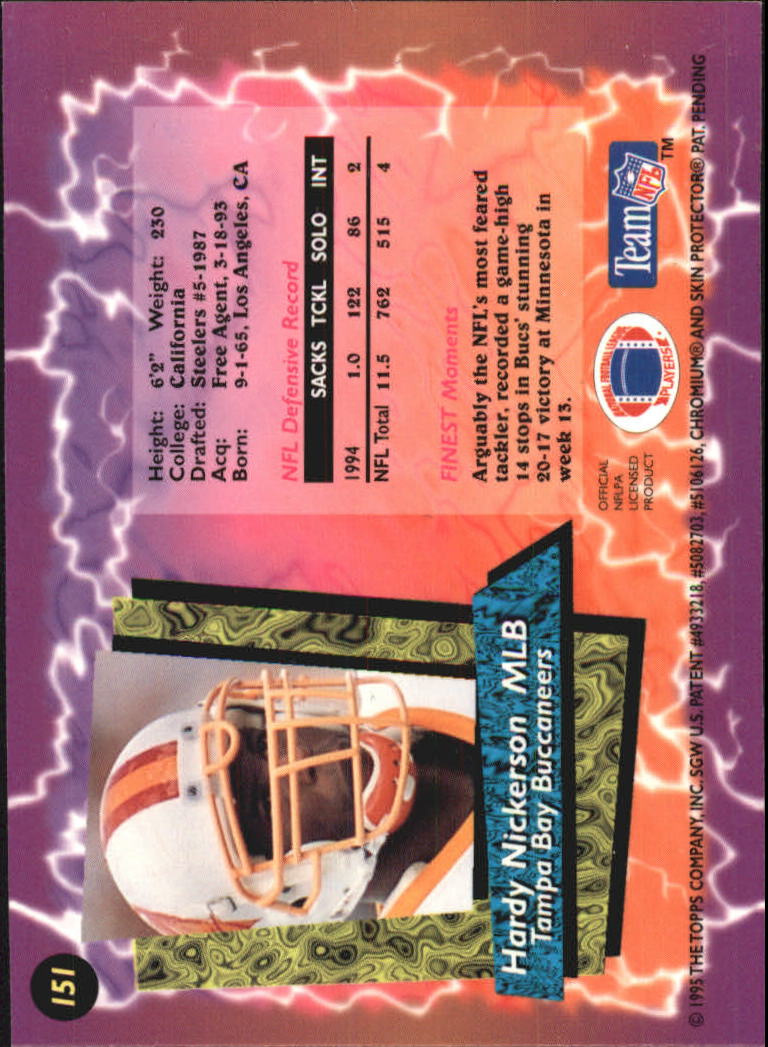 151
Height: 6'2" Weight: 230
College: California
Drafted: Steelers #5-1987
Acq: Free Agent, 3-18-93
Born: 9-1-65, Los Angeles, CA
NFL Defensive Record
SACKS TCKL SOLO INT
1994 1.0 122 86 2
NFL Total 11.5 762 515 4
FINEST Moments
Arguably the NFL's most feared
tackler, recorded a game-high
14 stops in Bucs' stunning
20-17 victory at Minnesota in
week 13.
Hardy Nickerson MLB
Tampa Bay Buccaneers
OFFICIAL
NFLPA
LICENSED
PRODUCT
NATIONAL FOOTBALL LEAGUE
PLAYERS
Team NFL TM
© 1995 THE TOPPS COMPANY, INC. SGW U.S. PATENT #4933218, #5082703, #5106126, CHROMIUM® AND SKIN PROTECTOR® PAT. PENDING